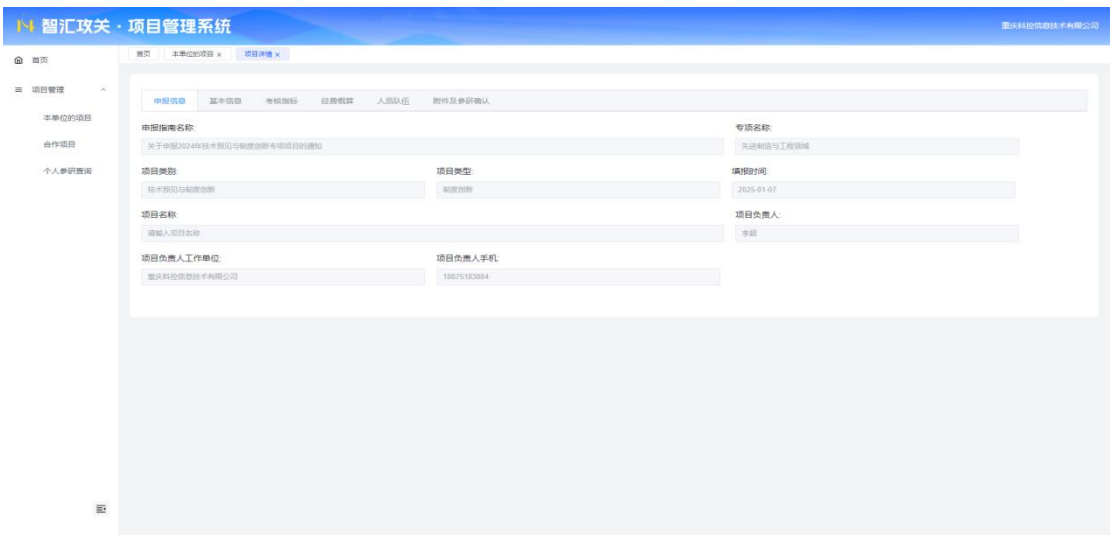 智汇攻关 · 项目管理系统
重庆科控信息技术有限公司
首页
首页 本单位的项目 × 项目详情 ×
项目管理
本单位的项目
合作项目
个人参研查询
申报信息 基本信息 考核指标 经费概算 人员队伍 附件及参研确认
申报指南名称: 专项名称:
关于申报2024年技术预见与制度创新专项项目的通知 先进制造与工程领域
项目类别: 项目类型: 填报时间:
技术预见与制度创新 制度创新 2025-01-07
项目名称: 项目负责人:
请输入项目名称 李超
项目负责人工作单位: 项目负责人手机:
重庆科控信息技术有限公司 18875183884